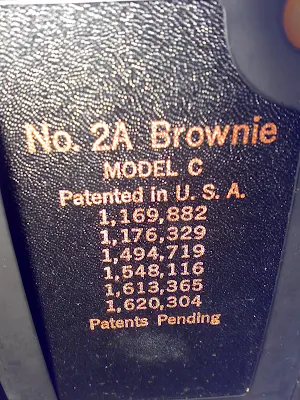 No. 2A Brownie
MODEL C
Patented in U. S. A.
1,169,882
1,176,329
1,494,719
1,548,116
1,613,365
1,620,304
Patents Pending